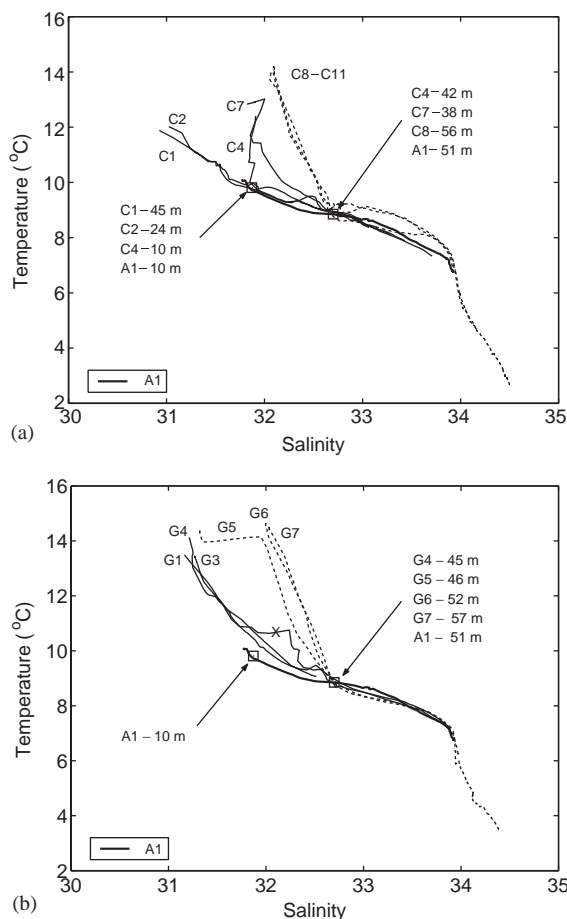 16
14
12
10
8
6
4
2
Temperature ( °C)
C8–C11
C7
C2
C4
C1
C4–42 m
C7–38 m
C8–56 m
A1–51 m
C1–45 m
C2–24 m
C4–10 m
A1–10 m
A1
30 31 32 33 34 35
Salinity
(a)
16
14
12
10
8
6
4
2
Temperature ( °C)
G6
G5
G7
G4
G1 G3
X
G4 – 45 m
G5 – 46 m
G6 – 52 m
G7 – 57 m
A1 – 51 m
A1 – 10 m
A1
30 31 32 33 34 35
Salinity
(b)